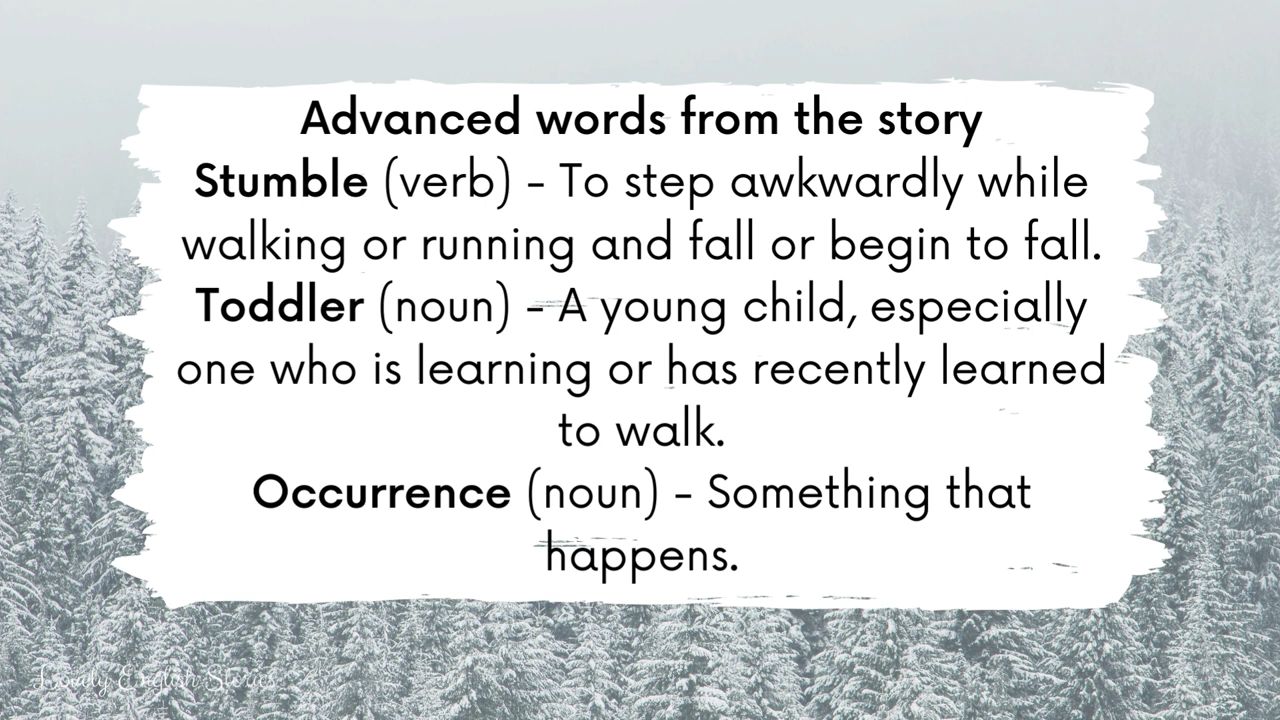 Advanced words from the story
Stumble (verb) – To step awkwardly while
walking or running and fall or begin to fall.
Toddler (noun) – A young child, especially
one who is learning or has recently learned
to walk.
Occurrence (noun) – Something that
happens.
English Stories